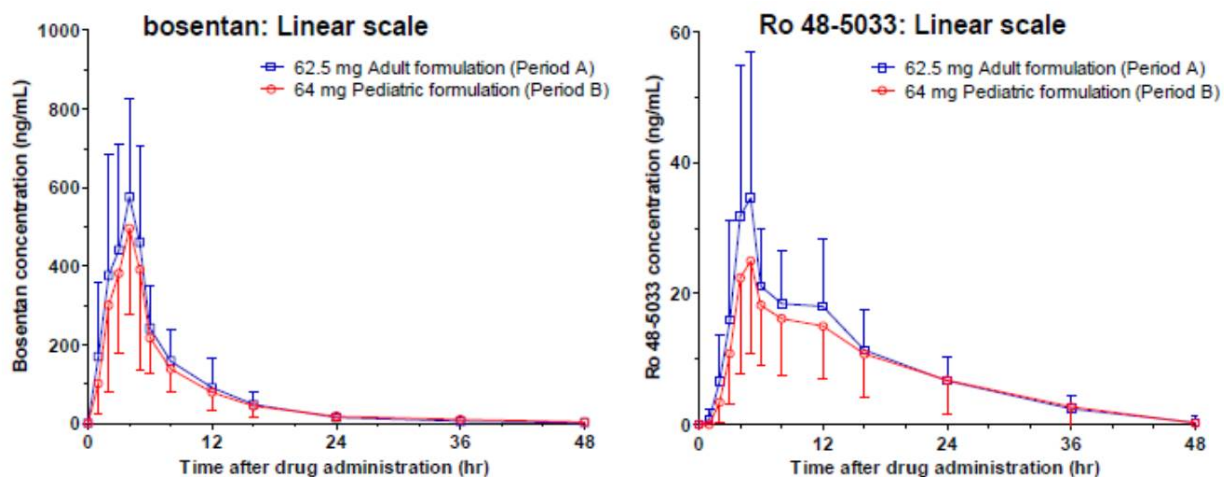 bosentan: Linear scale
1000
800
600
400
200
0
Bosentan concentration (ng/mL)
62.5 mg Adult formulation (Period A)
64 mg Pediatric formulation (Period B)
0 12 24 36 48
Time after drug administration (hr)
Ro 48-5033: Linear scale
60
40
20
0
Ro 48-5033 concentration (ng/mL)
62.5 mg Adult formulation (Period A)
64 mg Pediatric formulation (Period B)
0 12 24 36 48
Time after drug administration (hr)